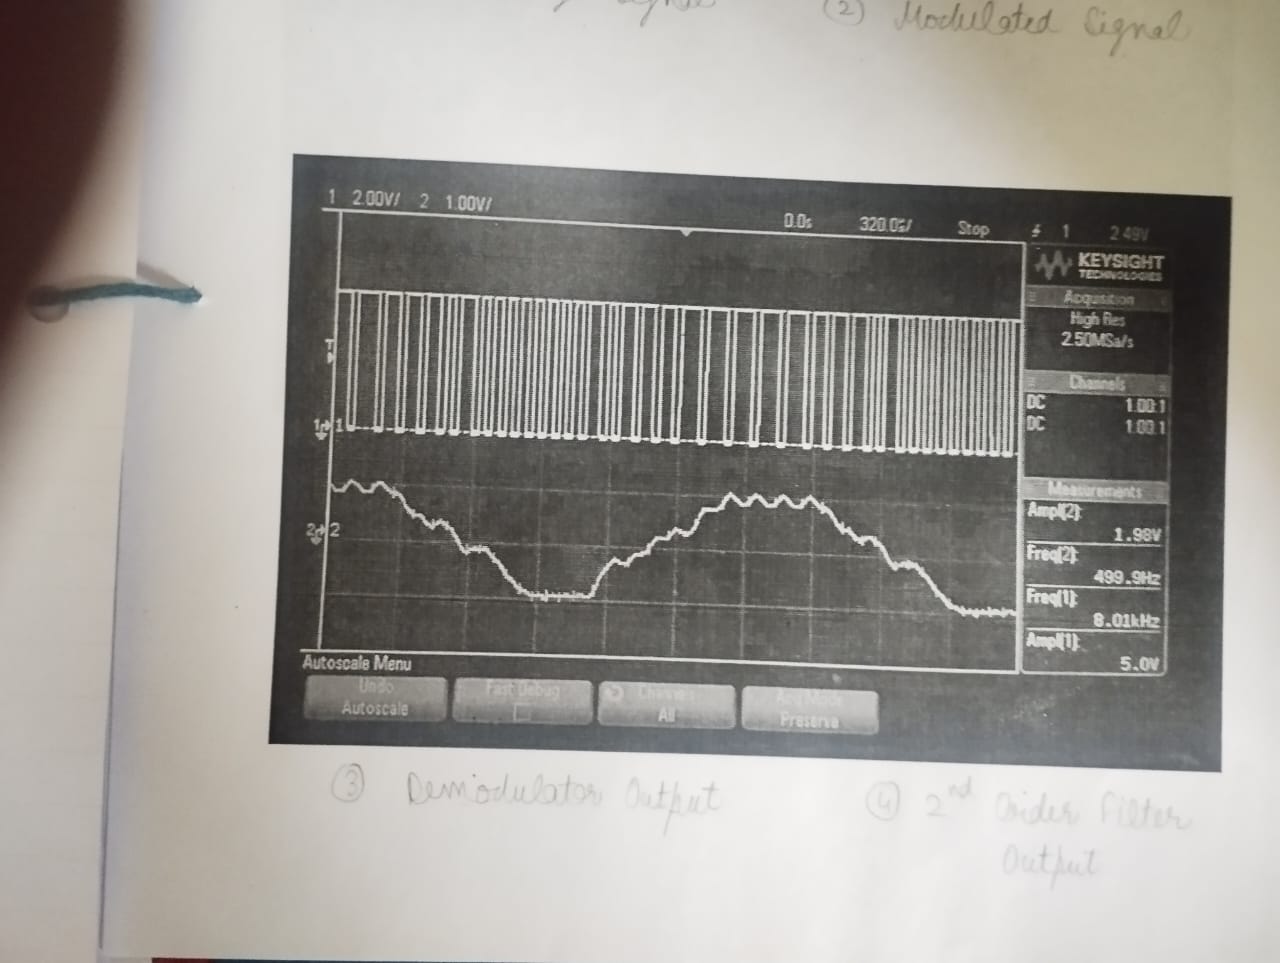 (2) Modulated Signal
1 2.00V/ 2 1.00V/ 0.0s 320.0s/ Stop 1 2.49V
KEYSIGHT
TECHNOLOGIES
Acquisition
High Res
2.50MSa/s
Channels
DC 1.00:1
DC 1.00:1
Measurements
Ampl(2):
1.98V
Freq(2):
499.9Hz
Freq(1):
8.01kHz
Ampl(1):
5.0V
T
1 1
2 2
Autoscale Menu
Undo
Autoscale
Fast Debug
Channels
All
Acq Mode
Preserve
(3) Demodulator Output (4) 2nd Order Filter
Output